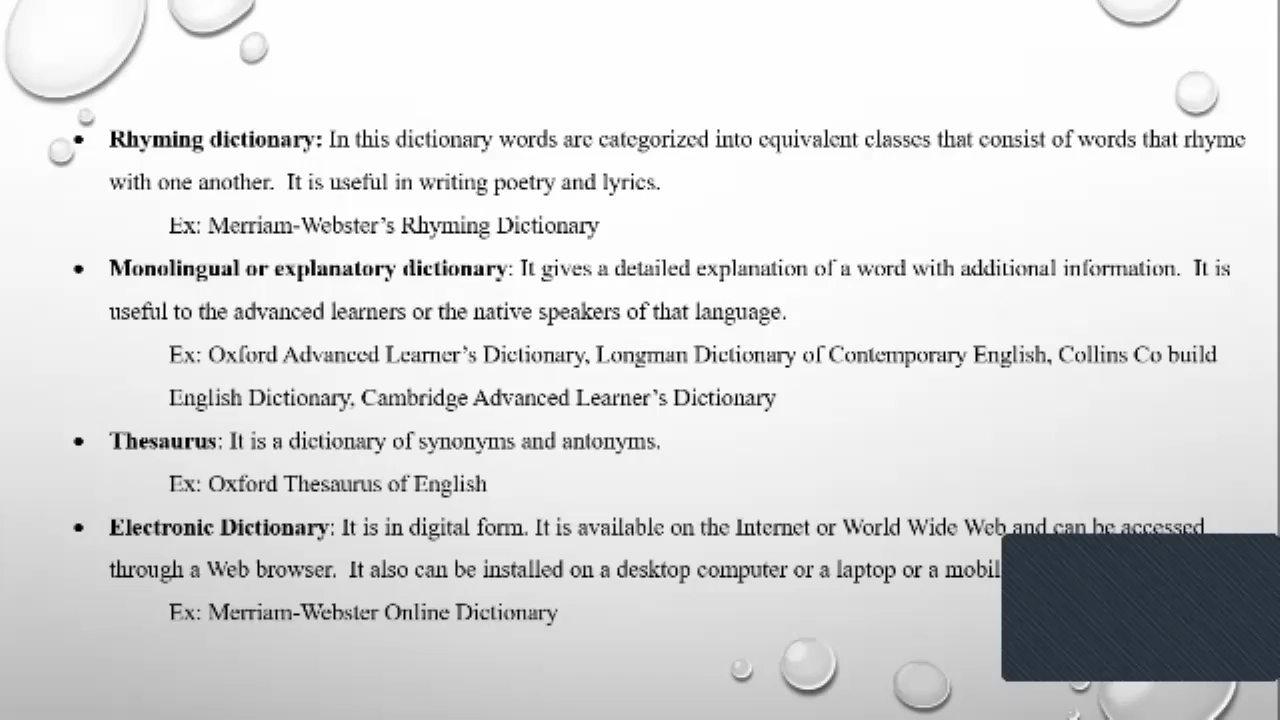 • Rhyming dictionary: In this dictionary words are categorized into equivalent classes that consist of words that rhyme
with one another. It is useful in writing poetry and lyrics.
Ex: Merriam-Webster’s Rhyming Dictionary
• Monolingual or explanatory dictionary: It gives a detailed explanation of a word with additional information. It is
useful to the advanced learners or the native speakers of that language.
Ex: Oxford Advanced Learner’s Dictionary, Longman Dictionary of Contemporary English, Collins Co build
English Dictionary, Cambridge Advanced Learner’s Dictionary
• Thesaurus: It is a dictionary of synonyms and antonyms.
Ex: Oxford Thesaurus of English
• Electronic Dictionary: It is in digital form. It is available on the Internet or World Wide Web and can be accessed
through a Web browser. It also can be installed on a desktop computer or a laptop or a
Ex: Merriam-Webster Online Dictionary